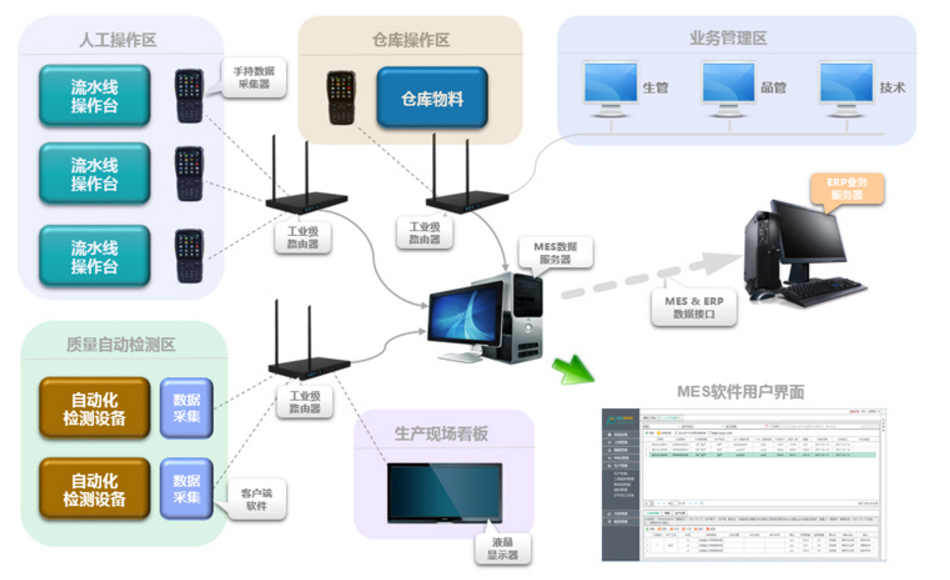 人工操作区
流水线
操作台
手持数据
采集器
流水线
操作台
流水线
操作台
仓库操作区
仓库物料
业务管理区
生管
品管
技术
工业级
路由器
工业级
路由器
MES数据
服务器
ERP业务
服务器
MES & ERP
数据接口
质量自动检测区
自动化
检测设备
数据
采集
自动化
检测设备
数据
采集
工业级
路由器
客户端
软件
生产现场看板
液晶
显示器
MES软件用户界面